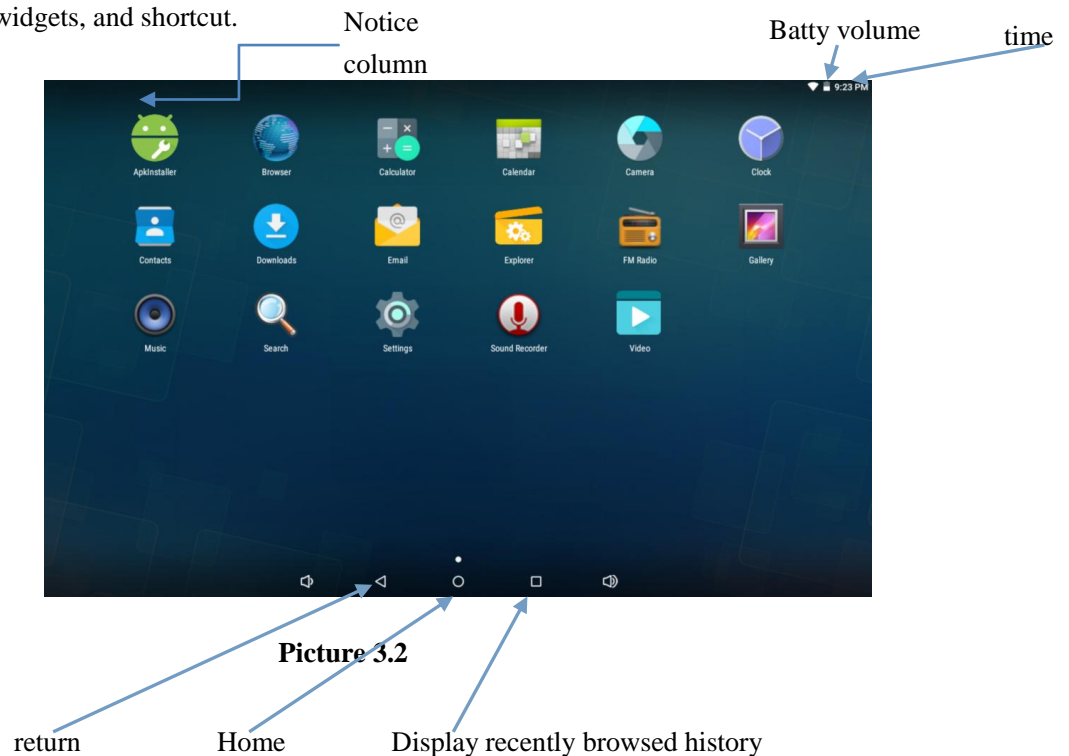 widgets, and shortcut.
Notice
column
Batty volume
time
9:23 PM
ApkInstaller
Browser
Calculator
Calendar
Camera
Clock
Contacts
Downloads
Email
Explorer
FM Radio
Gallery
Music
Search
Settings
Sound Recorder
Video
Picture 3.2
return
Home
Display recently browsed history